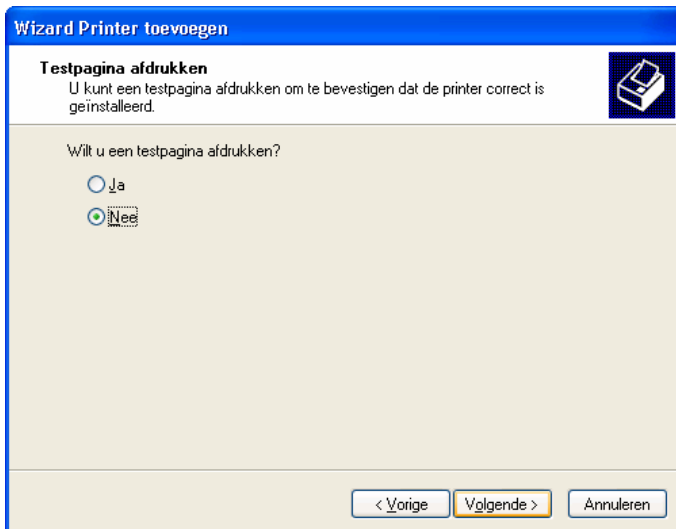 Wizard Printer toevoegen
Testpagina afdrukken
U kunt een testpagina afdrukken om te bevestigen dat de printer correct is
geïnstalleerd.
Wilt u een testpagina afdrukken?
Ja
Nee
< Vorige Volgende > Annuleren